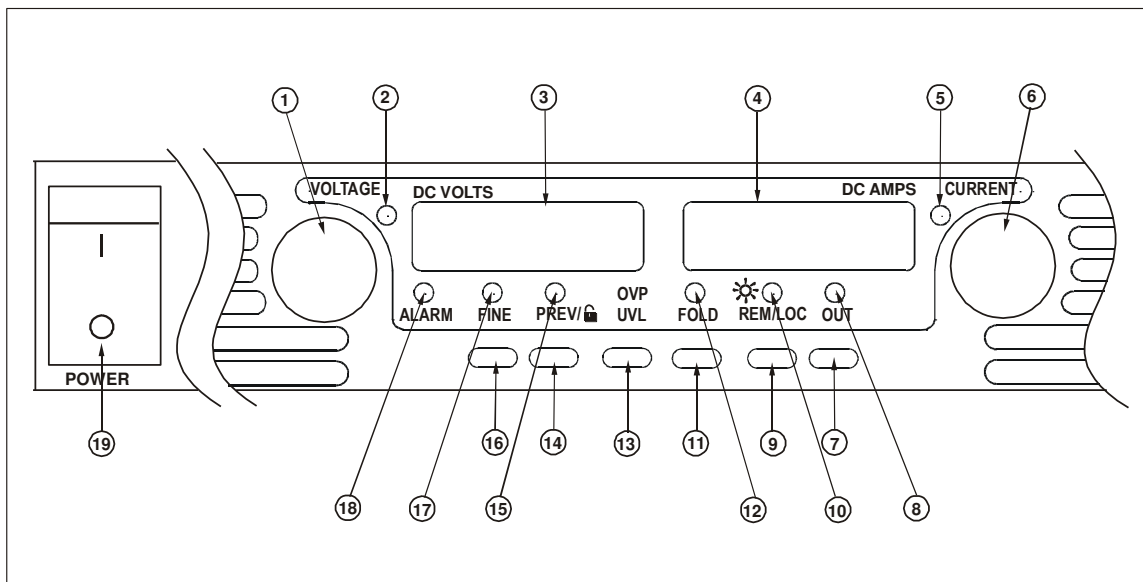 1 2 3 4 5 6
VOLTAGE DC VOLTS DC AMPS CURRENT
I
OVP
ALARM FINE PREV/ UVL FOLD REM/LOC OUT
POWER
19 16 14 13 11 9 7
18 17 15 12 10 8